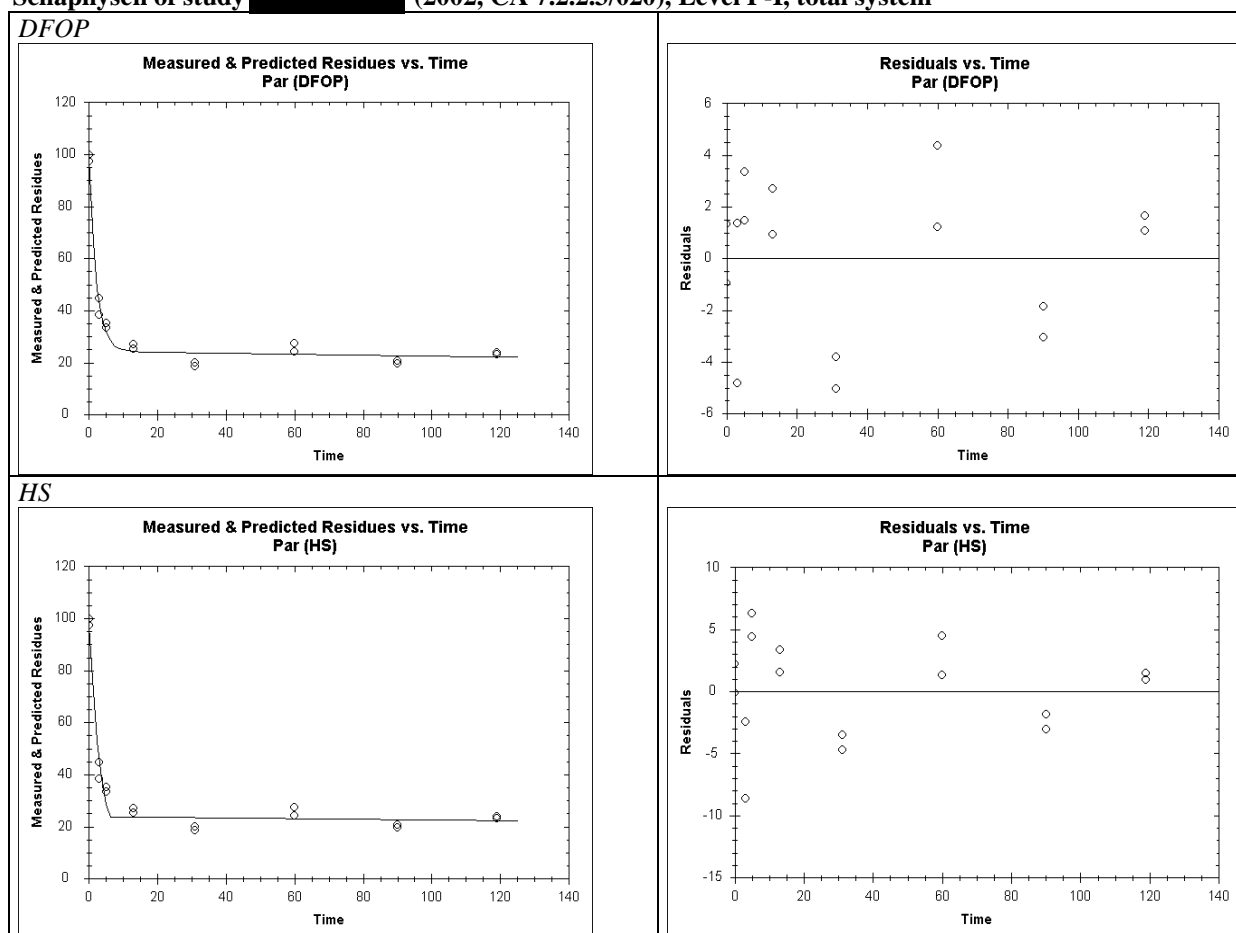 Schaphysen of study (2002, CA 7.2.2.3/020), Level P-I, total system
DFOP
Measured & Predicted Residues vs. Time
Par (DFOP)
Measured & Predicted Residues
120
100
80
60
40
20
0
0 20 40 60 80 100 120 140
Time
Residuals vs. Time
Par (DFOP)
Residuals
6
4
2
0
-2
-4
-6
0 20 40 60 80 100 120 140
Time
HS
Measured & Predicted Residues vs. Time
Par (HS)
Measured & Predicted Residues
120
100
80
60
40
20
0
0 20 40 60 80 100 120 140
Time
Residuals vs. Time
Par (HS)
Residuals
10
5
0
-5
-10
-15
0 20 40 60 80 100 120 140
Time